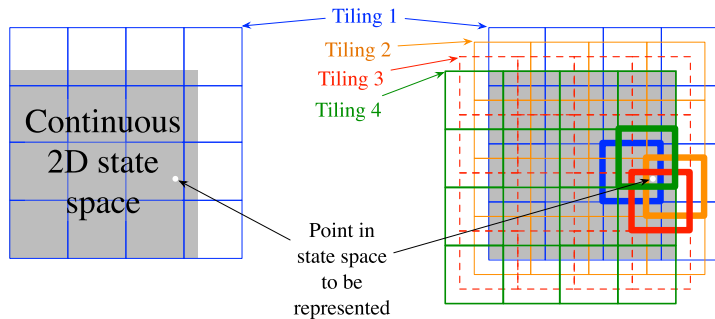 Tiling 1
Tiling 2
Tiling 3
Tiling 4
Continuous
2D state
space
Point in
state space
to be
represented